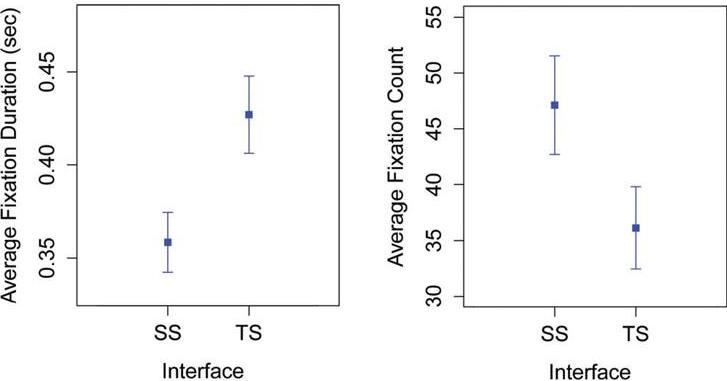 Average Fixation Duration (sec)
0.45
0.40
0.35
SS TS
Interface
Average Fixation Count
55
50
45
40
35
30
SS TS
Interface